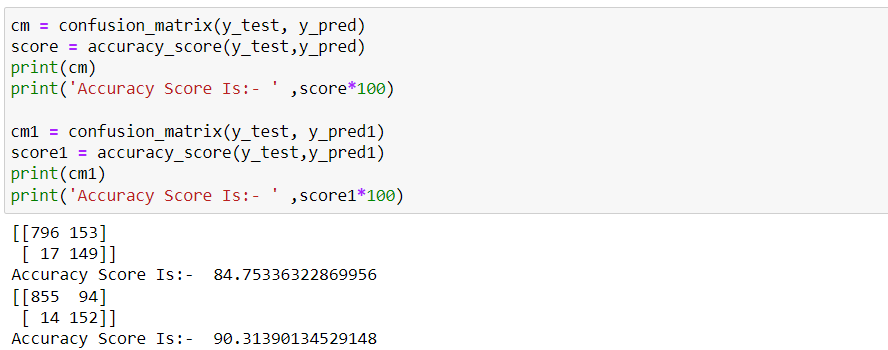 cm = confusion_matrix(y_test, y_pred)
score = accuracy_score(y_test,y_pred)
print(cm)
print('Accuracy Score Is:- ' ,score*100)
cm1 = confusion_matrix(y_test, y_pred1)
score1 = accuracy_score(y_test,y_pred1)
print(cm1)
print('Accuracy Score Is:- ' ,score1*100)
[[796 153]
 [ 17 149]]
Accuracy Score Is:-  84.75336322869956
[[855  94]
 [ 14 152]]
Accuracy Score Is:-  90.31390134529148